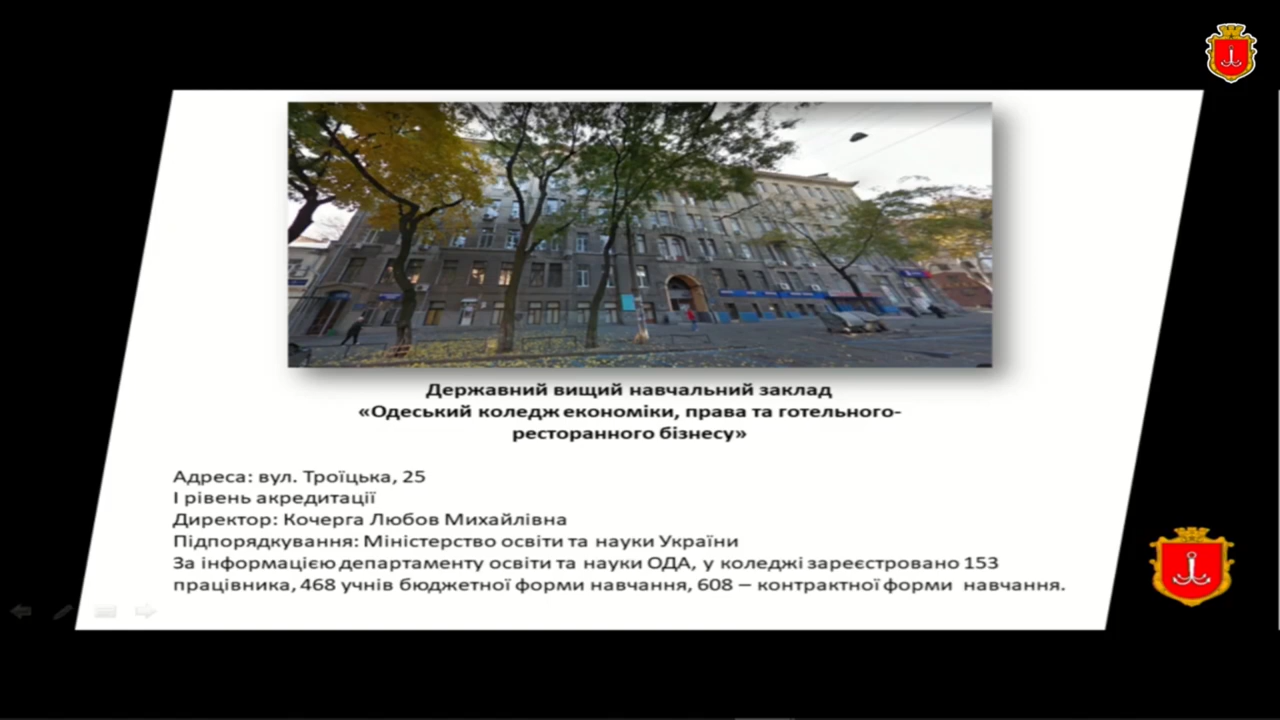 Державний вищий навчальний заклад
«Одеський коледж економіки, права та готельного-
ресторанного бізнесу»
Адреса: вул. Троїцька, 25
І рівень акредитації
Директор: Кочерга Любов Михайлівна
Підпорядкування: Міністерство освіти та науки України
За інформацією департаменту освіти та науки ОДА, у коледжі зареєстровано 153
працівника, 468 учнів бюджетної форми навчання, 608 – контрактної форми навчання.